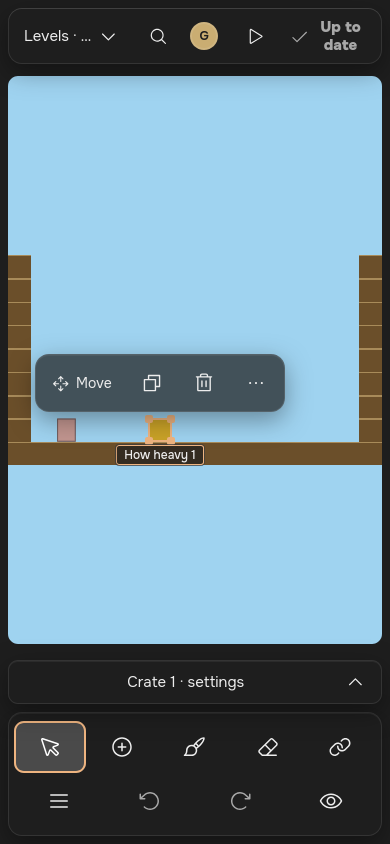 Levels · ...
G
Up to
date
Move
How heavy 1
Crate 1 · settings